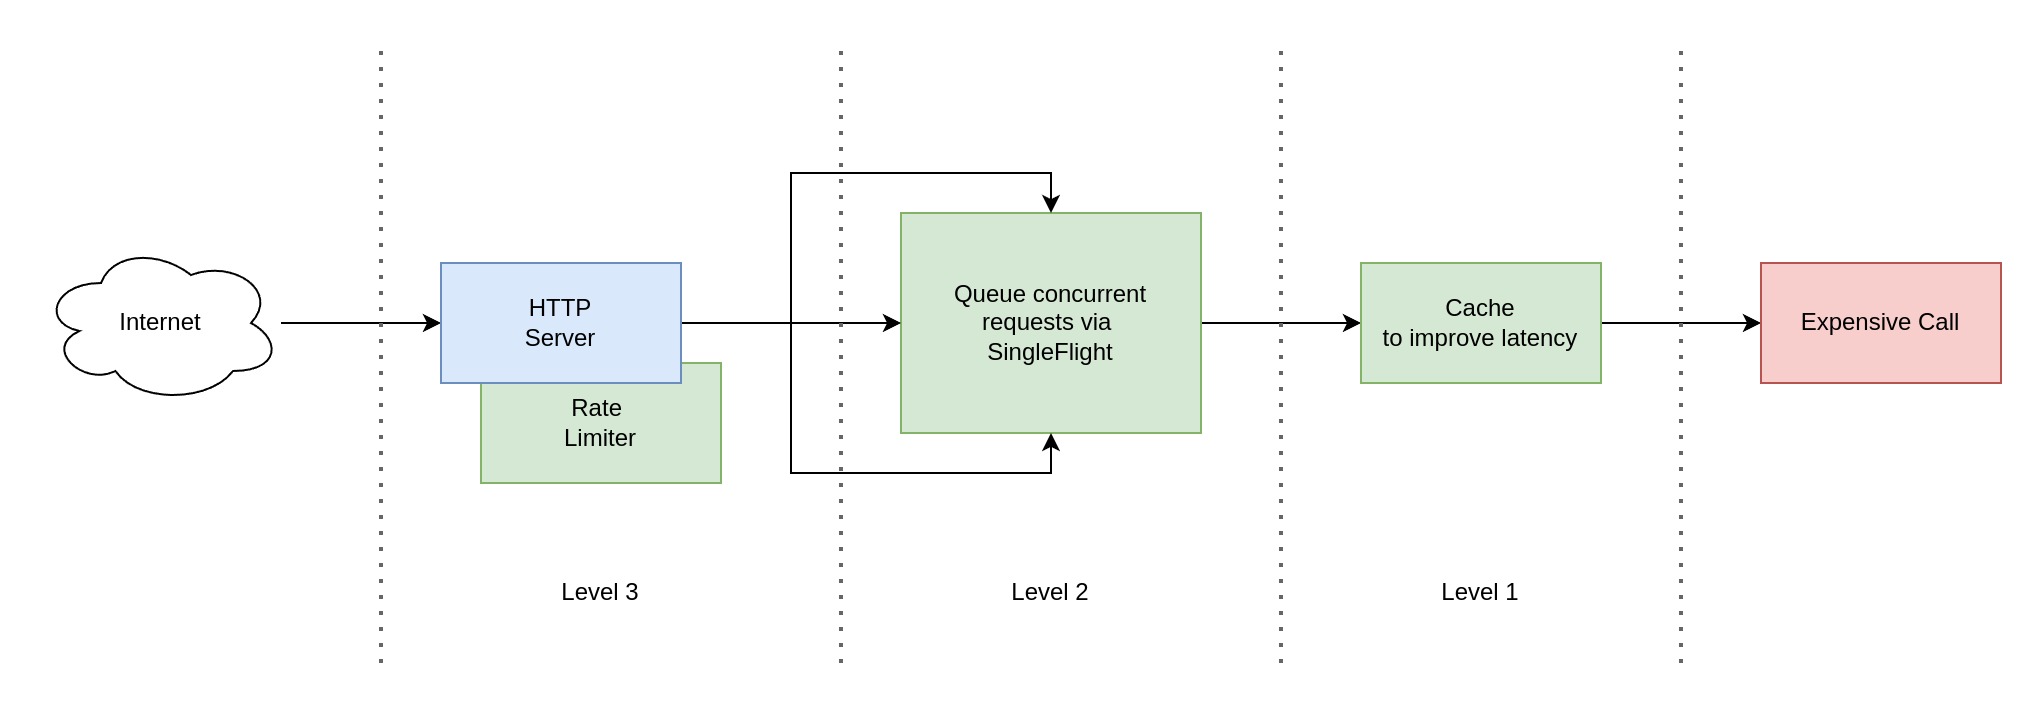 Internet
HTTP
Server
Rate
Limiter
Queue concurrent
requests via
SingleFlight
Cache
to improve latency
Expensive Call
Level 3
Level 2
Level 1